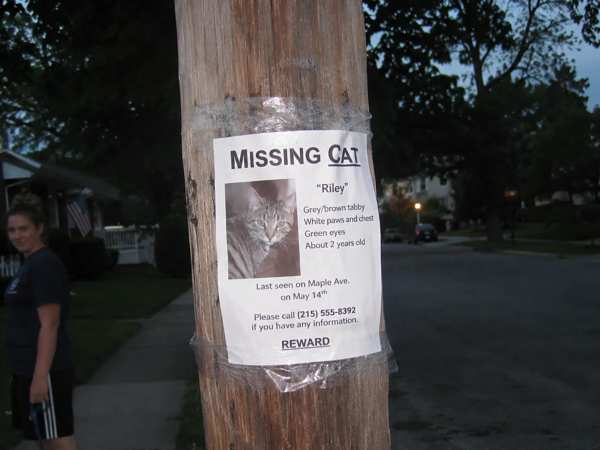 MISSING CAT
"Riley"
Grey/brown tabby
White paws and chest
Green eyes
About 2 years old
Last seen on Maple Ave.
on May 14th
Please call (215) 555-8392
if you have any information.
REWARD